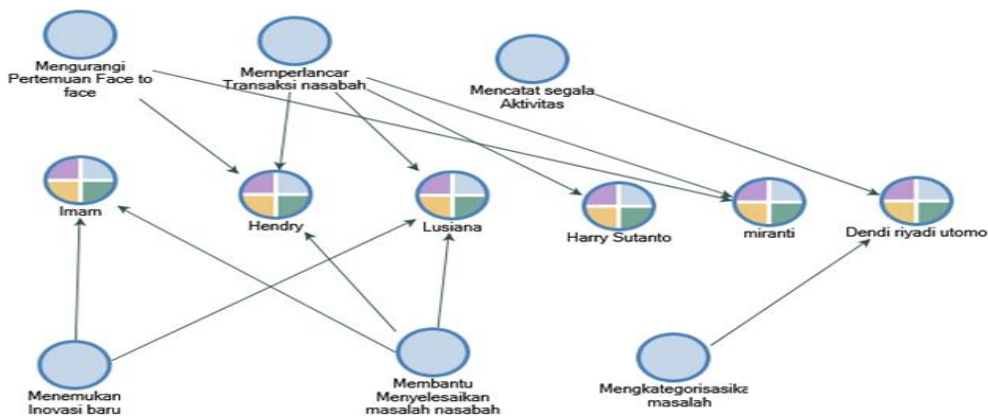 Mengurangi
Pertemuan Face to
face
Memperlancar
Transaksi nasabah
Mencatat segala
Aktivitas
Imam
Hendry
Lusiana
Harry Sutanto
miranti
Dendi riyadi utomo
Menemukan
Inovasi baru
Membantu
Menyelesaikan
masalah nasabah
Mengkategorisasika
masalah